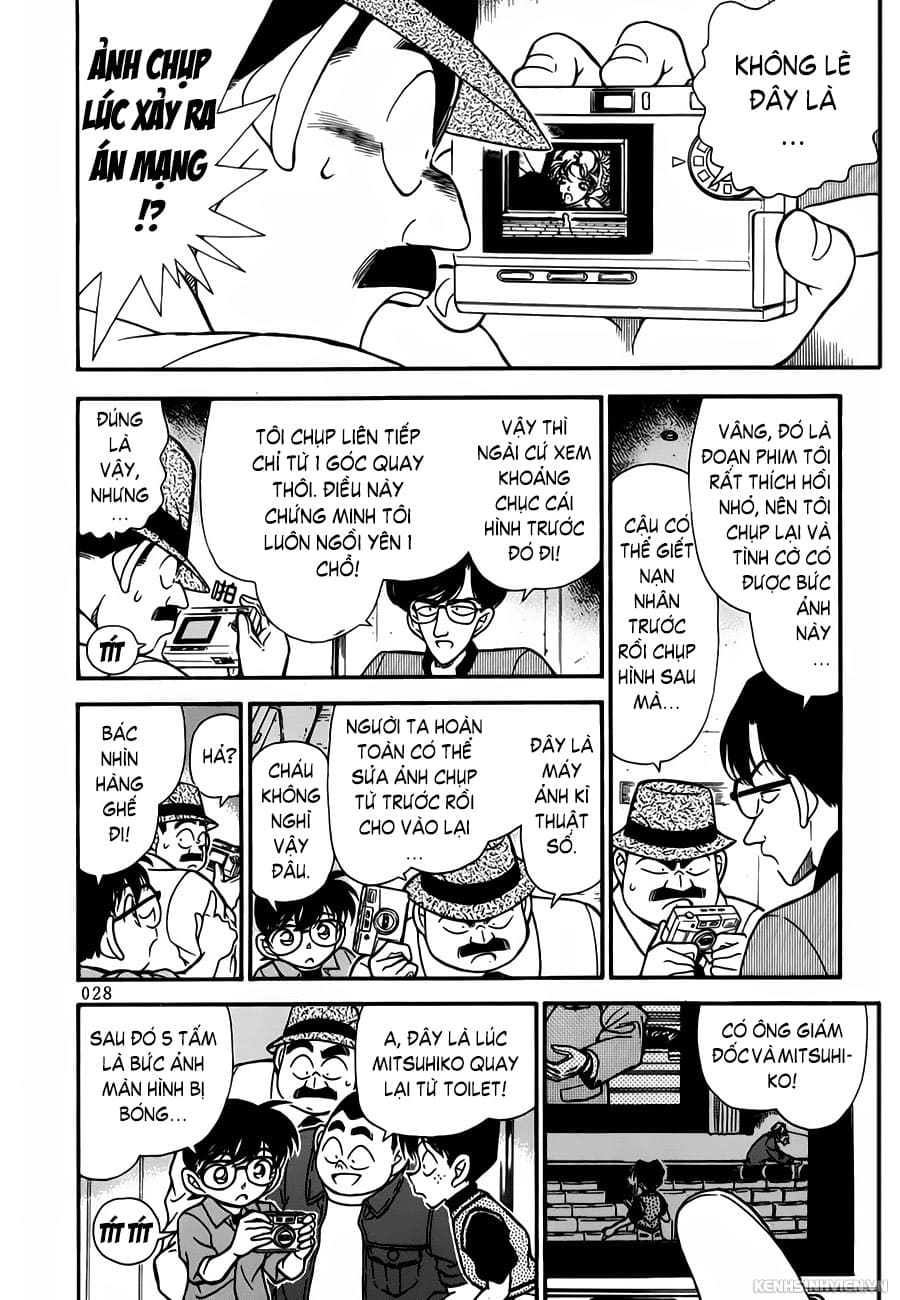 KHÔNG LẼ
ĐÂY LÀ
...
ẢNH CHỤP
LÚC XẢY RA
ÁN MẠNG
!?
VÂNG, ĐÓ LÀ
ĐOẠN PHIM TÔI
RẤT THÍCH HỒI
NHỎ, NÊN TÔI
CHỤP LẠI VÀ
TÌNH CỜ CÓ
ĐƯỢC BỨC
ẢNH NÀY
...
CẬU CÓ
THỂ GIẾT
NẠN
NHÂN
TRƯỚC
RỒI CHỤP
HÌNH SAU
MÀ...
VẬY THÌ
NGÀI CỨ XEM
KHOẢNG
CHỤC CÁI
HÌNH TRƯỚC
ĐÓ ĐI!
TÔI CHỤP LIÊN TIẾP
CHỈ TỪ 1 GÓC QUAY
THÔI. ĐIỀU NÀY
CHỨNG MINH TÔI
LUÔN NGỒI YÊN 1
CHỔ!
ĐÚNG
LÀ
VẬY,
NHƯNG
...
啪
TÍT
ĐÂY LÀ
MÁY
ẢNH KĨ
THUẬT
SỐ.
NGƯỜI TA HOÀN
TOÀN CÓ THỂ
SỬA ẢNH CHỤP
TỪ TRƯỚC RỒI
CHO VÀO LẠI
...
CHÁU
KHÔNG
NGHĨ
VẬY
ĐÂU.
HẢ?
BÁC
NHÌN
HÀNG
GHẾ
ĐI!
028
CÓ ÔNG GIÁM
ĐỐC VÀ MITSUHI-
KO!
A, ĐÂY LÀ LÚC
MITSUHIKO QUAY
LẠI TỪ TOILET!
SAU ĐÓ 5 TẤM
LÀ BỨC ẢNH
MÀN HÌNH BỊ
BÓNG...
TÍT TÍT
KENHSINHVIEN.VN